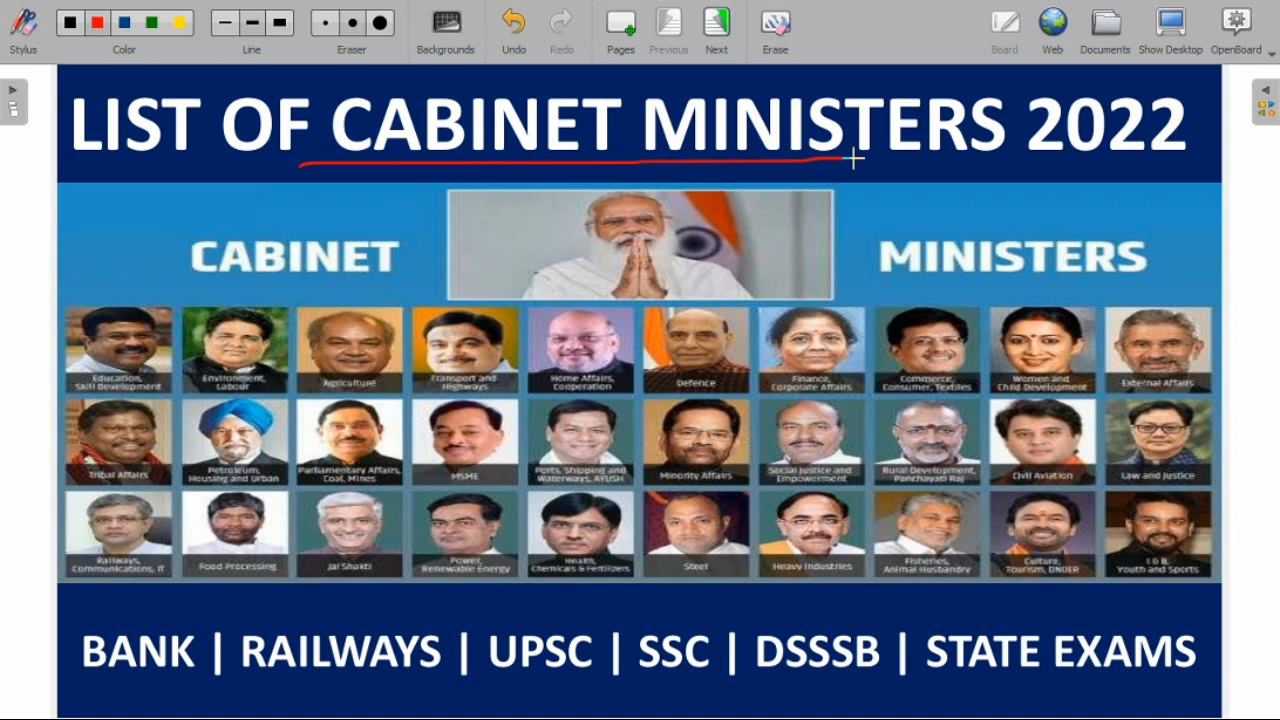 Stylus Color Line Eraser Backgrounds Undo Redo Pages Previous Next Erase Board Web Documents Show Desktop OpenBoard
LIST OF CABINET MINISTERS 2022
CABINET MINISTERS
Education, Skill Development
Environment, Labour
Agriculture
Transport and Highways
Home Affairs, Cooperation
Defence
Finance, Corporate Affairs
Commerce, Consumer, Textiles
Women and Child Development
External Affairs
Tribal Affairs
Petroleum, Housing and Urban
Parliamentary Affairs, Coal, Mines
MSME
Ports, Shipping and Waterways, AYUSH
Minority Affairs
Social Justice and Empowerment
Rural Development, Panchayati Raj
Civil Aviation
Law and Justice
Railways, Communications, IT
Food Processing
Jal Shakti
Power, Renewable Energy
Health, Chemicals & Fertilizers
Steel
Heavy Industries
Fisheries, Animal Husbandry
Culture, Tourism, DNOER
I & B, Youth and Sports
BANK | RAILWAYS | UPSC | SSC | DSSSB | STATE EXAMS